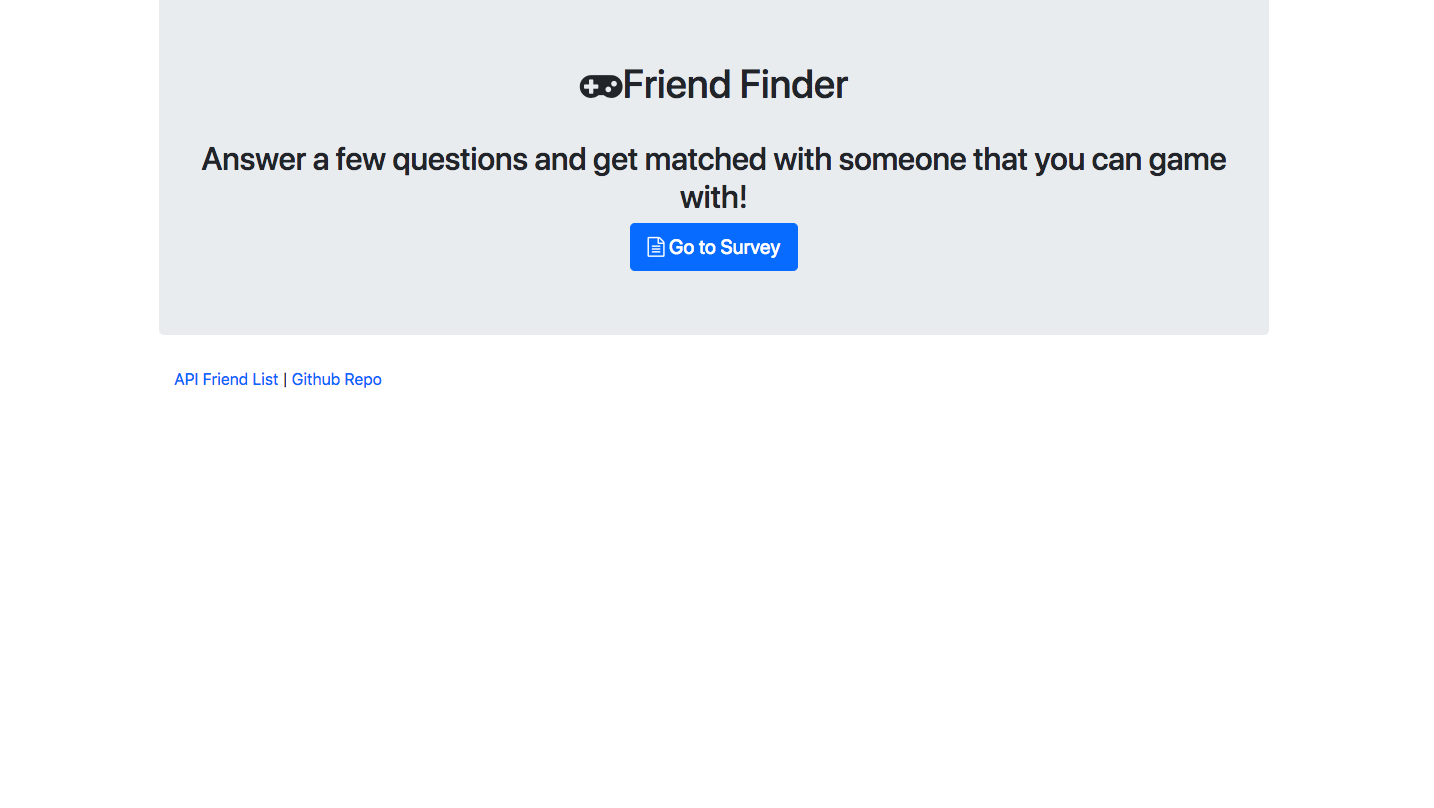 Friend Finder
Answer a few questions and get matched with someone that you can game
with!
Go to Survey
API Friend List | Github Repo